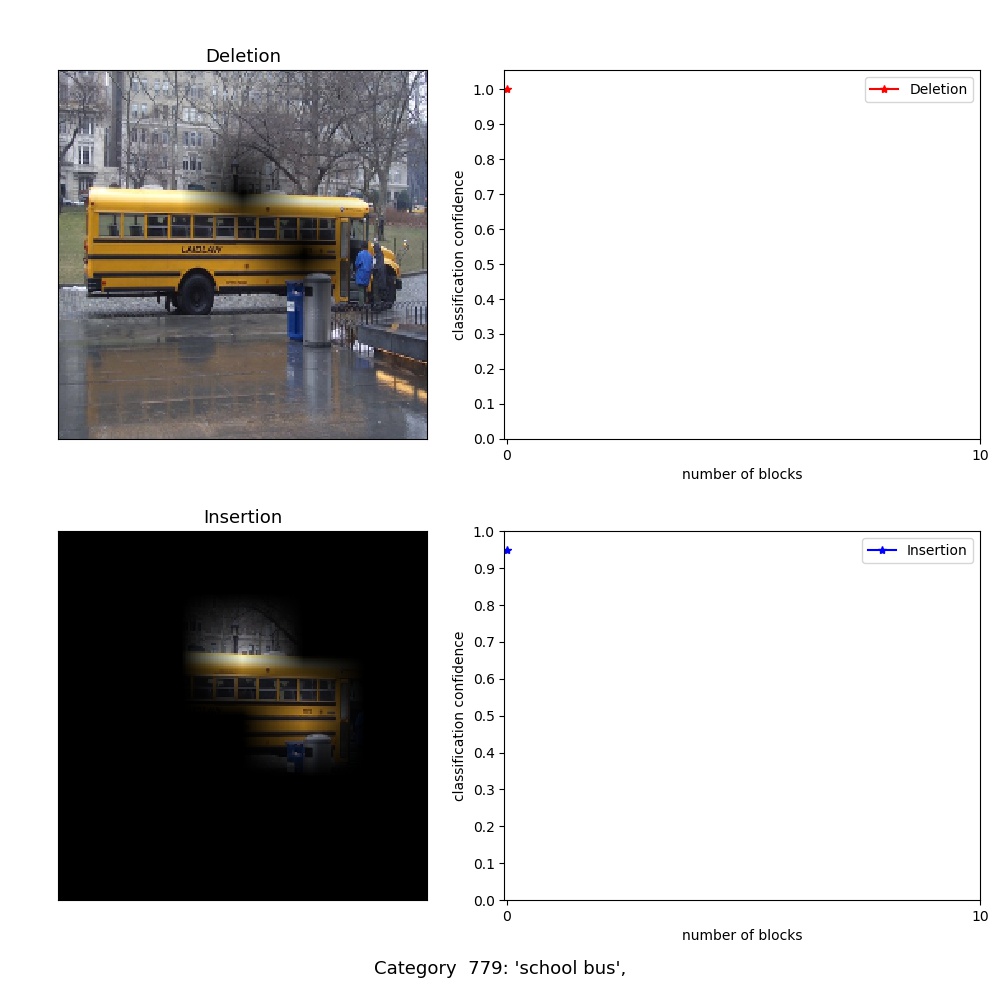 Deletion
LAIDLAW
1.0
0.9
0.8
0.7
0.6
0.5
0.4
0.3
0.2
0.1
0.0
classification confidence
Deletion
0
10
number of blocks
Insertion
1.0
0.9
0.8
0.7
0.6
0.5
0.4
0.3
0.2
0.1
0.0
classification confidence
Insertion
0
10
number of blocks
Category  779: 'school bus',